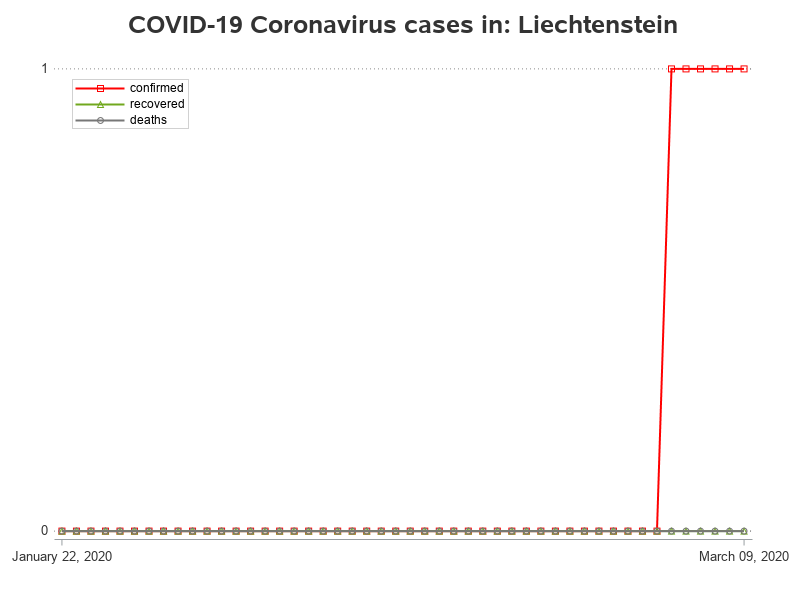 COVID-19 Coronavirus cases in: Liechtenstein
1
confirmed
recovered
deaths
0
January 22, 2020
March 09, 2020